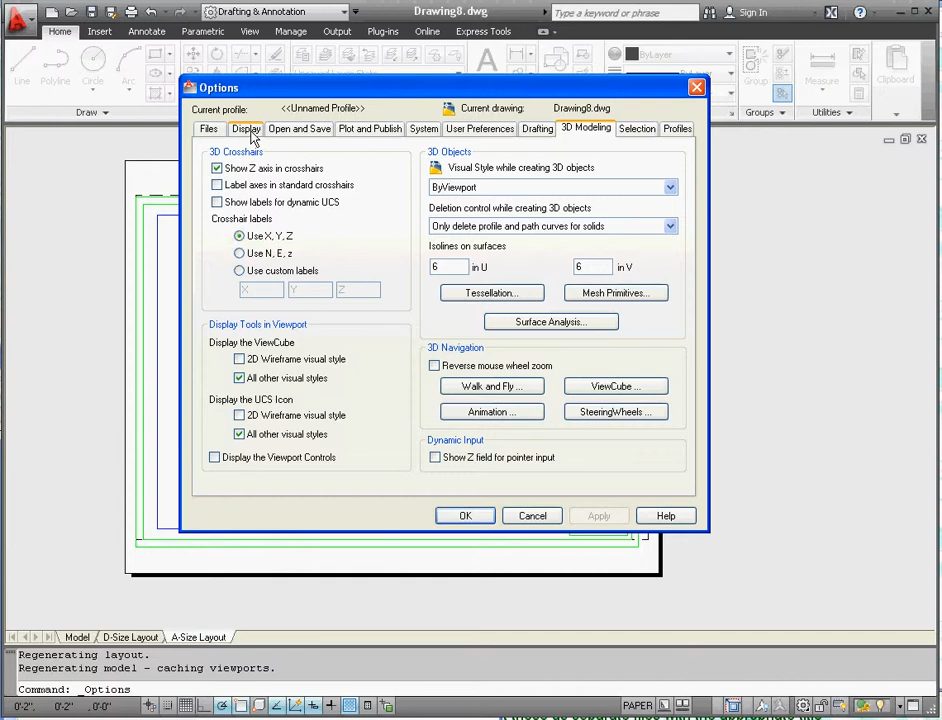 Drafting & Annotation
Drawing8.dwg
Type a keyword or phrase
Sign In
Home Insert Annotate Parametric View Manage Output Plug-ins Online Express Tools
Line Polyline Circle Arc
ByLayer
Group
Measure
Clipboard
Draw
Groups
Utilities
Options
Current profile: <<Unnamed Profile>> Current drawing: Drawing8.dwg
Files Display Open and Save Plot and Publish System User Preferences Drafting 3D Modeling Selection Profiles
3D Crosshairs
Show Z axis in crosshairs
Label axes in standard crosshairs
Show labels for dynamic UCS
Crosshair labels
Use X, Y, Z
Use N, E, z
Use custom labels
X Y Z
Display Tools in Viewport
Display the ViewCube
2D Wireframe visual style
All other visual styles
Display the UCS Icon
2D Wireframe visual style
All other visual styles
Display the Viewport Controls
3D Objects
Visual Style while creating 3D objects
ByViewport
Deletion control while creating 3D objects
Only delete profile and path curves for solids
Isolines on surfaces
6 in U 6 in V
Tessellation... Mesh Primitives...
Surface Analysis...
3D Navigation
Reverse mouse wheel zoom
Walk and Fly ... ViewCube ...
Animation ... SteeringWheels ...
Dynamic Input
Show Z field for pointer input
OK Cancel Apply Help
Model D-Size Layout A-Size Layout
Regenerating layout.
Regenerating model - caching viewports.
Command: _Options
0'-2", 0'-2", 0'-0" PAPER